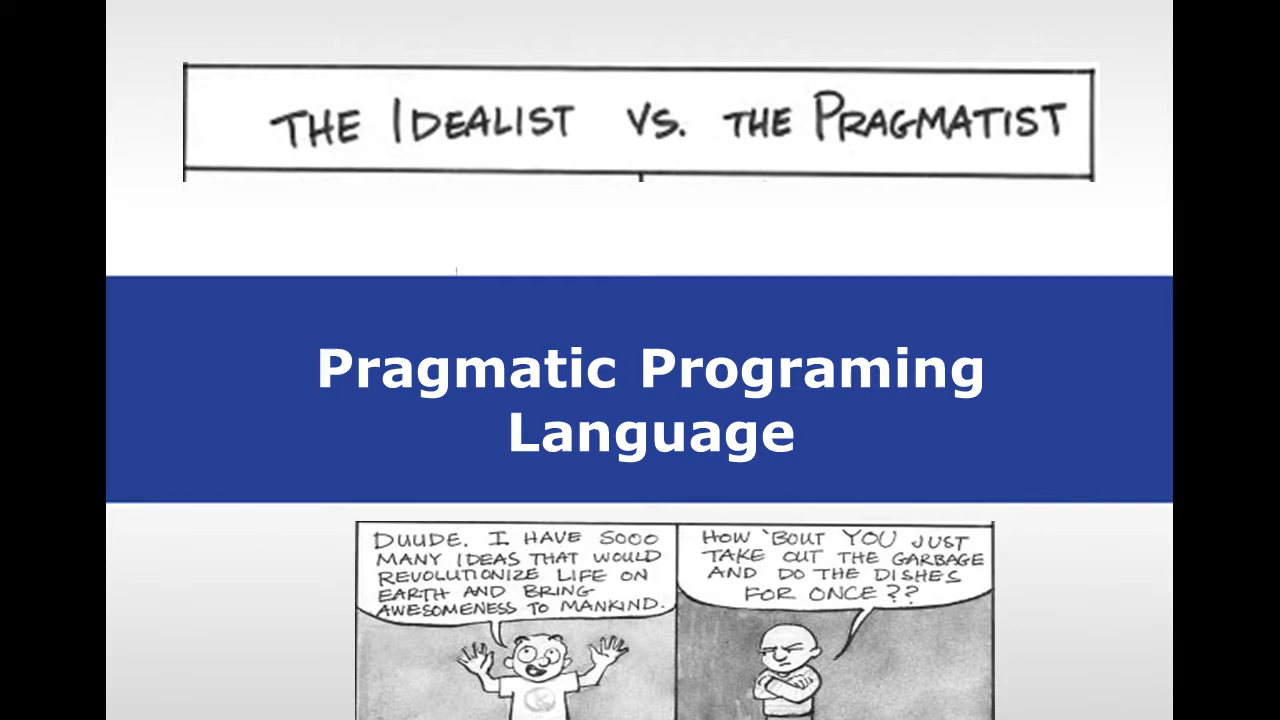 THE IDEALIST VS. THE PRAGMATIST
Pragmatic Programing
Language
DUUDE. I HAVE SOOO
MANY IDEAS THAT WOULD
REVOLUTIONIZE LIFE ON
EARTH AND BRING
AWESOMENESS TO MANKIND.
HOW 'BOUT YOU JUST
TAKE OUT THE GARBAGE
AND DO THE DISHES
FOR ONCE??